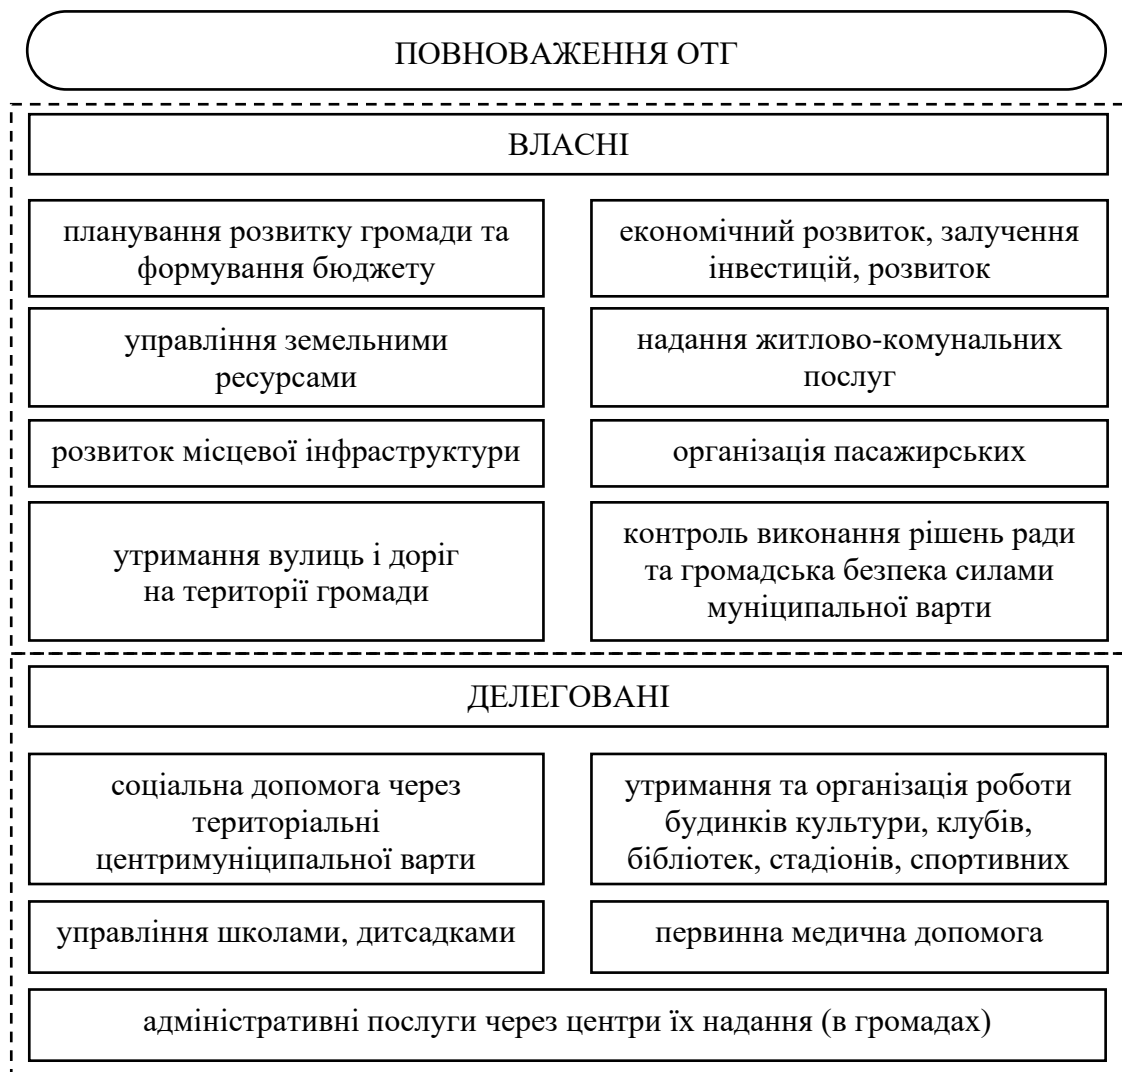 ПОВНОВАЖЕННЯ ОТГ
ВЛАСНІ
планування розвитку громади та
формування бюджету
економічний розвиток, залучення
інвестицій, розвиток
управління земельними
ресурсами
надання житлово-комунальних
послуг
розвиток місцевої інфраструктури
організація пасажирських
утримання вулиць і доріг
на території громади
контроль виконання рішень ради
та громадська безпека силами
муніципальної варти
ДЕЛЕГОВАНІ
соціальна допомога через
територіальні
центримуніципальної варти
утримання та організація роботи
будинків культури, клубів,
бібліотек, стадіонів, спортивних
управління школами, дитсадками
первинна медична допомога
адміністративні послуги через центри їх надання (в громадах)